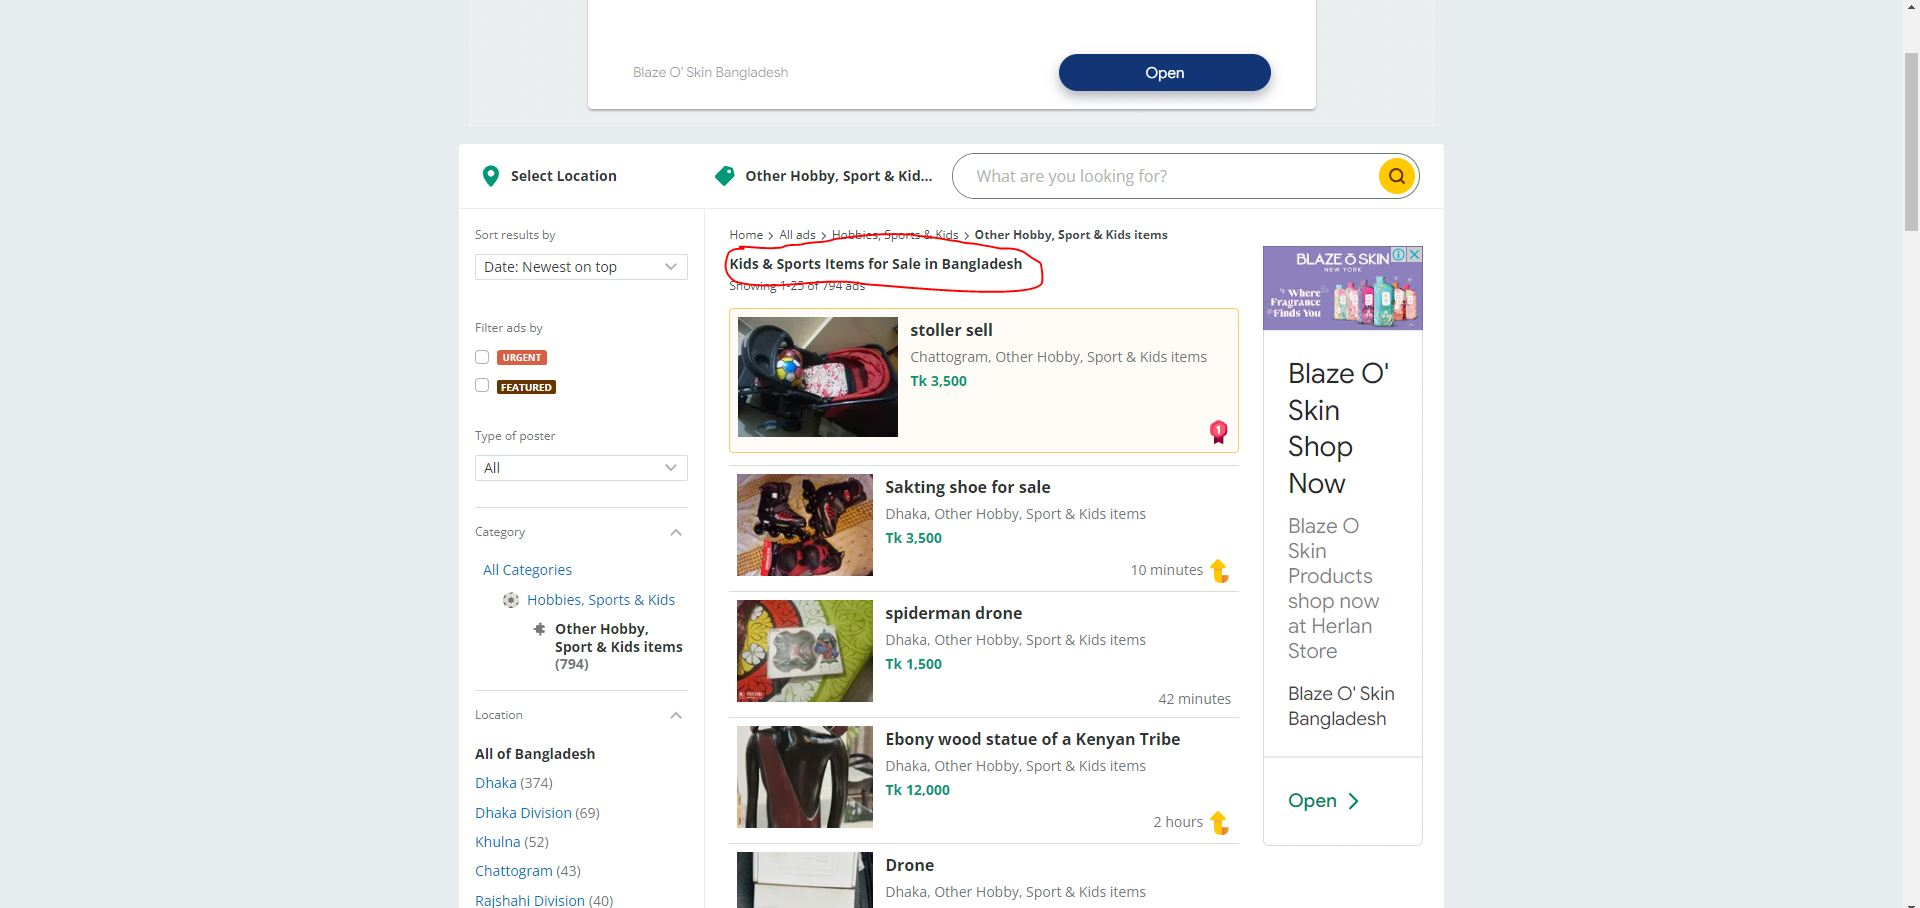 Blaze O' Skin Bangladesh
Open
Select Location
Other Hobby, Sport & Kid...
What are you looking for?
Sort results by
Date: Newest on top
Filter ads by
URGENT
FEATURED
Type of poster
All
Category
All Categories
Hobbies, Sports & Kids
Other Hobby,
Sport & Kids items
(794)
Location
All of Bangladesh
Dhaka (374)
Dhaka Division (69)
Khulna (52)
Chattogram (43)
Rajshahi Division (40)
Home > All ads > Hobbies, Sports & Kids > Other Hobby, Sport & Kids items
Kids & Sports Items for Sale in Bangladesh
Showing 1-25 of 794 ads
stoller sell
Chattogram, Other Hobby, Sport & Kids items
Tk 3,500
1
Sakting shoe for sale
Dhaka, Other Hobby, Sport & Kids items
Tk 3,500
10 minutes
spiderman drone
Dhaka, Other Hobby, Sport & Kids items
Tk 1,500
42 minutes
Ebony wood statue of a Kenyan Tribe
Dhaka, Other Hobby, Sport & Kids items
Tk 12,000
2 hours
Drone
Dhaka, Other Hobby, Sport & Kids items
BLAZE O SKIN
NEW YORK
Where
Fragrance
Finds You
Blaze O'
Skin
Shop
Now
Blaze O
Skin
Products
shop now
at Herlan
Store
Blaze O' Skin
Bangladesh
Open >